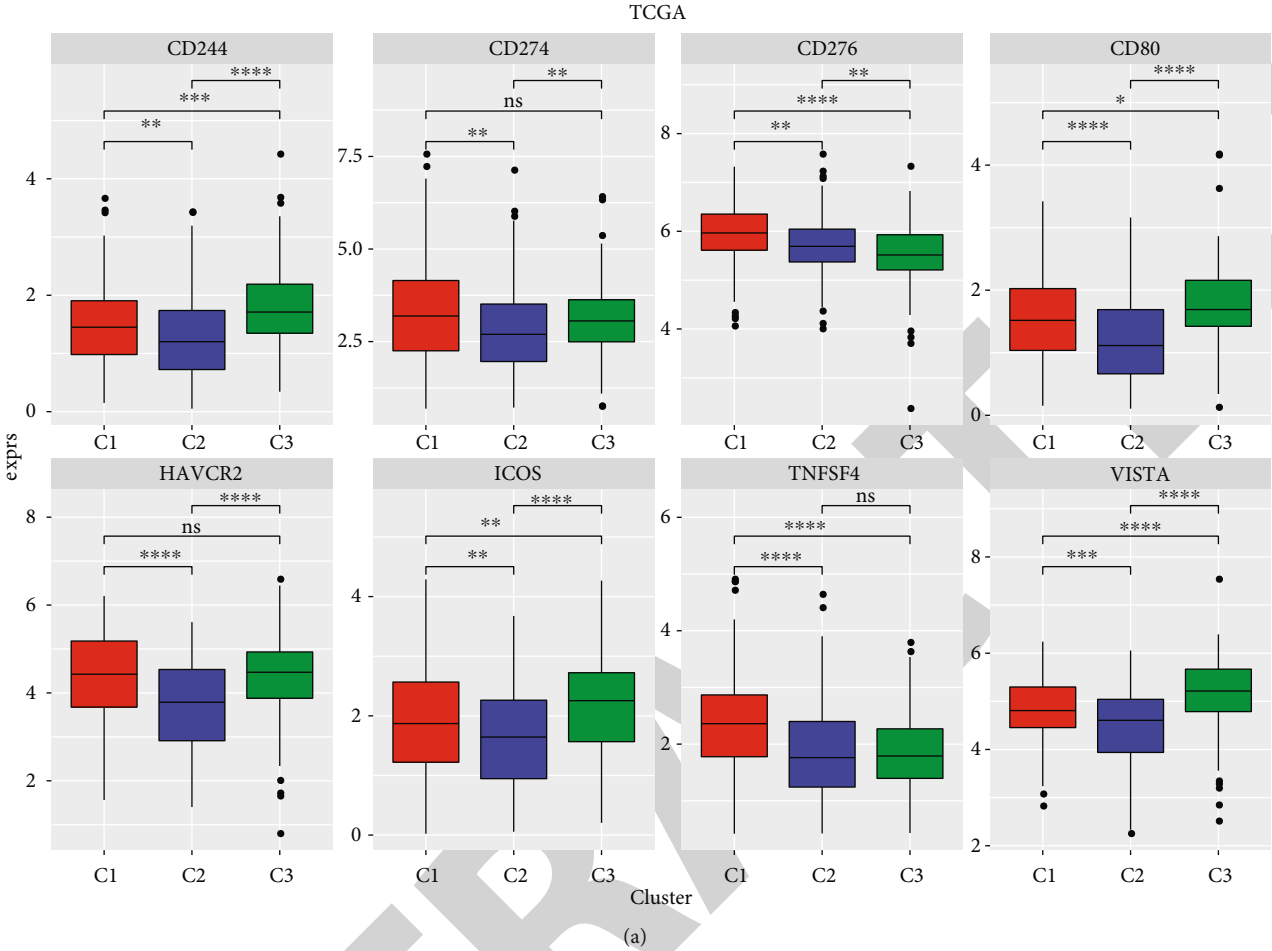 TCGA
CD244
****
***
**
4
2
0
C1 C2 C3
CD274
**
ns
**
7.5
5.0
2.5
C1 C2 C3
CD276
**
****
**
8
6
4
C1 C2 C3
CD80
****
*
****
4
2
0
C1 C2 C3
exprs
HAVCR2
****
ns
****
8
6
4
2
C1 C2 C3
ICOS
****
**
**
4
2
0
C1 C2 C3
TNFSF4
ns
****
****
6
4
2
C1 C2 C3
VISTA
****
****
***
8
6
4
2
C1 C2 C3
Cluster
(a)